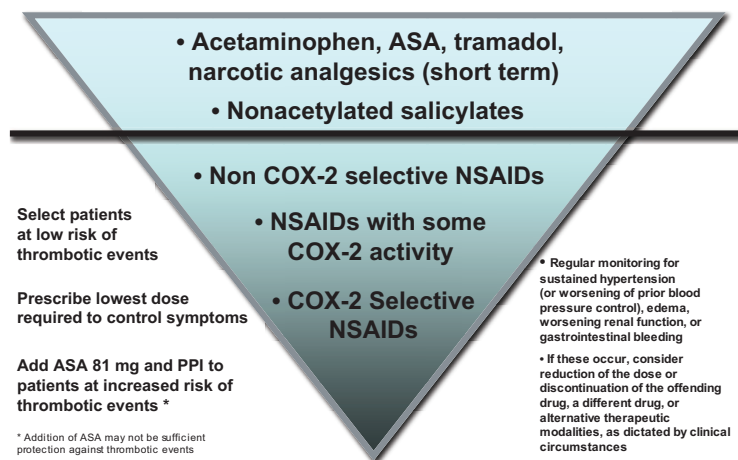 • Acetaminophen, ASA, tramadol,
narcotic analgesics (short term)
• Nonacetylated salicylates
• Non COX-2 selective NSAIDs
• NSAIDs with some
COX-2 activity
• COX-2 Selective
NSAIDs
Select patients
at low risk of
thrombotic events
Prescribe lowest dose
required to control symptoms
Add ASA 81 mg and PPI to
patients at increased risk of
thrombotic events *
* Addition of ASA may not be sufficient
protection against thrombotic events
• Regular monitoring for
sustained hypertension
(or worsening of prior blood
pressure control), edema,
worsening renal function, or
gastrointestinal bleeding
• If these occur, consider
reduction of the dose or
discontinuation of the offending
drug, a different drug, or
alternative therapeutic
modalities, as dictated by clinical
circumstances